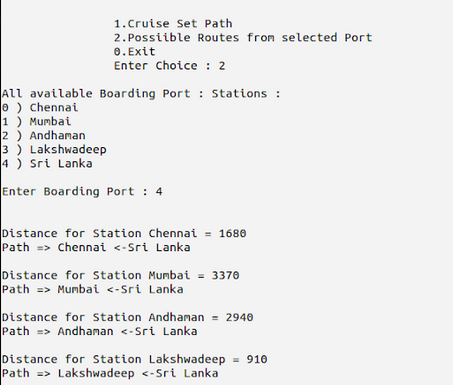 1.Cruise Set Path
2.Possiible Routes from selected Port
0.Exit
Enter Choice : 2
All available Boarding Port : Stations :
0 ) Chennai
1 ) Mumbai
2 ) Andhaman
3 ) Lakshwadeep
4 ) Sri Lanka
Enter Boarding Port : 4
Distance for Station Chennai = 1680
Path => Chennai <-Sri Lanka
Distance for Station Mumbai = 3370
Path => Mumbai <-Sri Lanka
Distance for Station Andhaman = 2940
Path => Andhaman <-Sri Lanka
Distance for Station Lakshwadeep = 910
Path => Lakshwadeep <-Sri Lanka